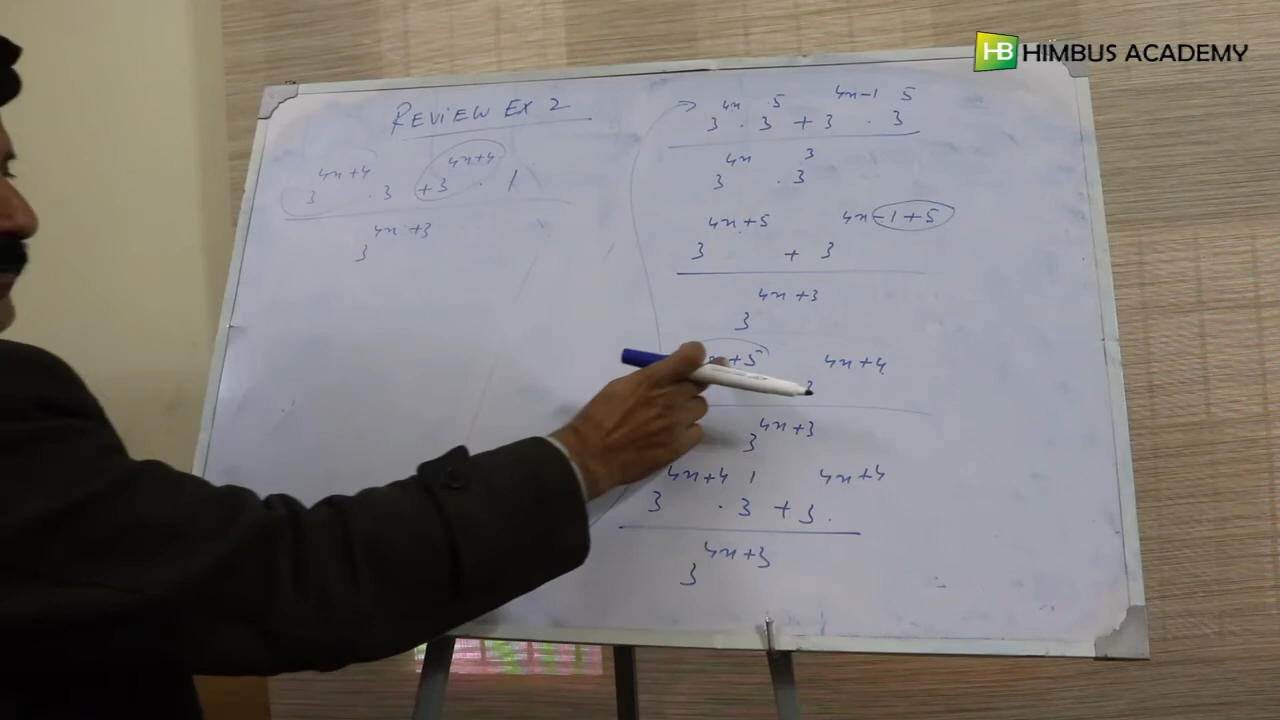 HB HIMBUS ACADEMY
REVIEW EX 2
3^{4n+4} . 3 + 3^{4n+4} . 1
3^{4n+3}
3^{4n} . 3^5 + 3^{4n-1} . 3^5
3^{4n} . 3^3
3^{4n+5} + 3^{4n-1+5}
3^{4n+3}
+5 3^{4n+4}
3^{4n+3}
3^{4n+4} . 3^1 + 3^{4n+4}
3^{4n+3}